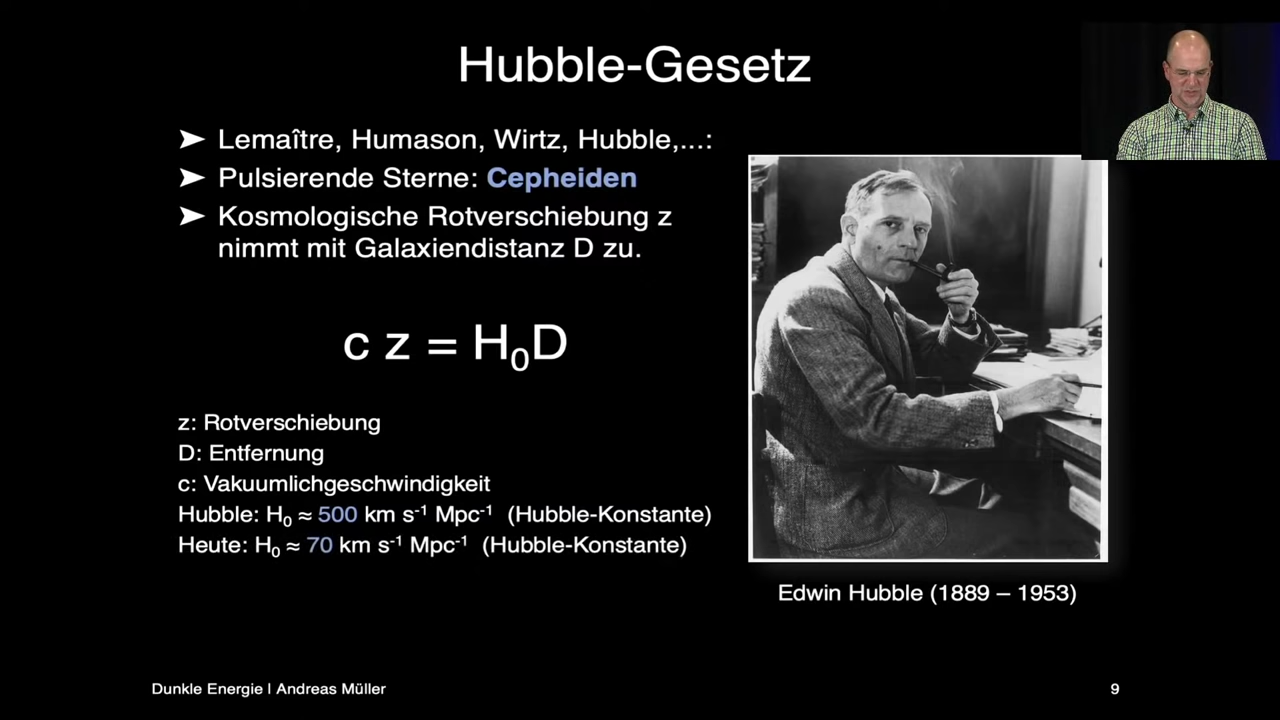 Hubble-Gesetz
➤ Lemaître, Humason, Wirtz, Hubble,...:
➤ Pulsierende Sterne: Cepheiden
➤ Kosmologische Rotverschiebung z
nimmt mit Galaxiendistanz D zu.
c z = H₀D
z: Rotverschiebung
D: Entfernung
c: Vakuumlichgeschwindigkeit
Hubble: H₀ ≈ 500 km s⁻¹ Mpc⁻¹ (Hubble-Konstante)
Heute: H₀ ≈ 70 km s⁻¹ Mpc⁻¹ (Hubble-Konstante)
Edwin Hubble (1889 – 1953)
Dunkle Energie | Andreas Müller
9